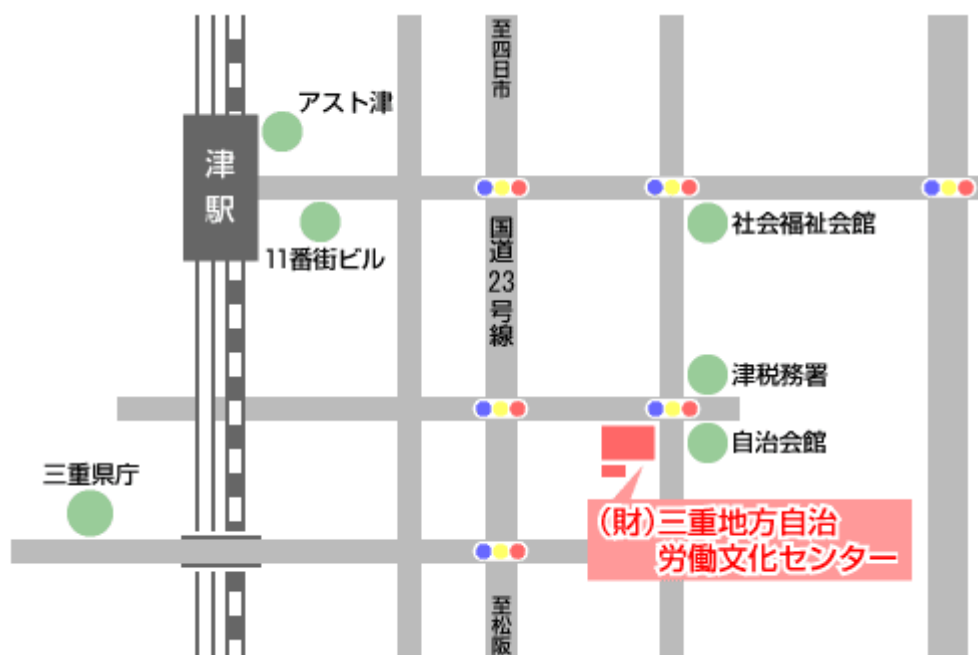 至四日市
アスト津
津駅
11番街ビル
国道23号線
社会福祉会館
津税務署
自治会館
三重県庁
(財)三重地方自治
労働文化センター
至松阪